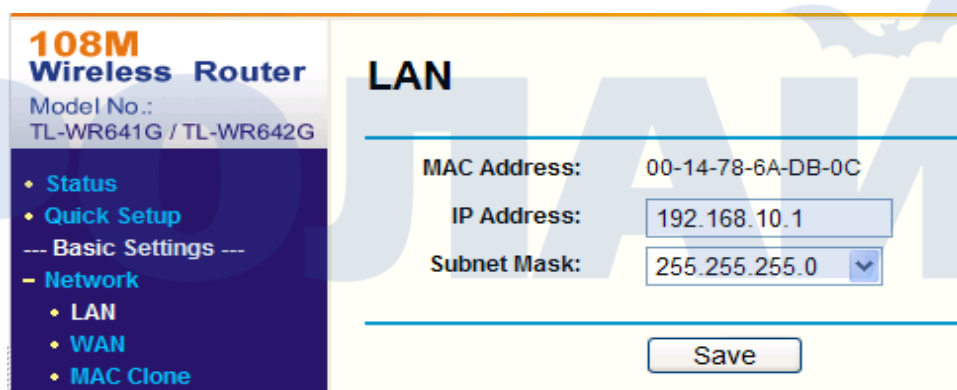 108M
Wireless Router
Model No.:
TL-WR641G / TL-WR642G
• Status
• Quick Setup
--- Basic Settings ---
– Network
• LAN
• WAN
• MAC Clone
LAN
MAC Address: 00-14-78-6A-DB-0C
IP Address: 192.168.10.1
Subnet Mask: 255.255.255.0
Save
ОЛАЙ